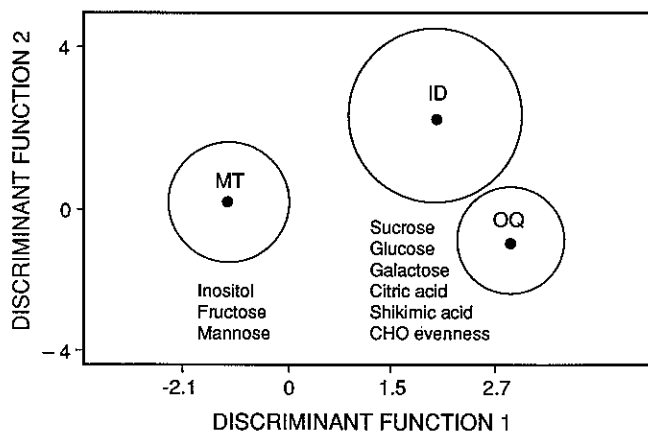 DISCRIMINANT FUNCTION 2
4
0
– 4
ID
MT
OQ
Sucrose
Glucose
Galactose
Citric acid
Shikimic acid
CHO evenness
Inositol
Fructose
Mannose
-2.1 0 1.5 2.7
DISCRIMINANT FUNCTION 1